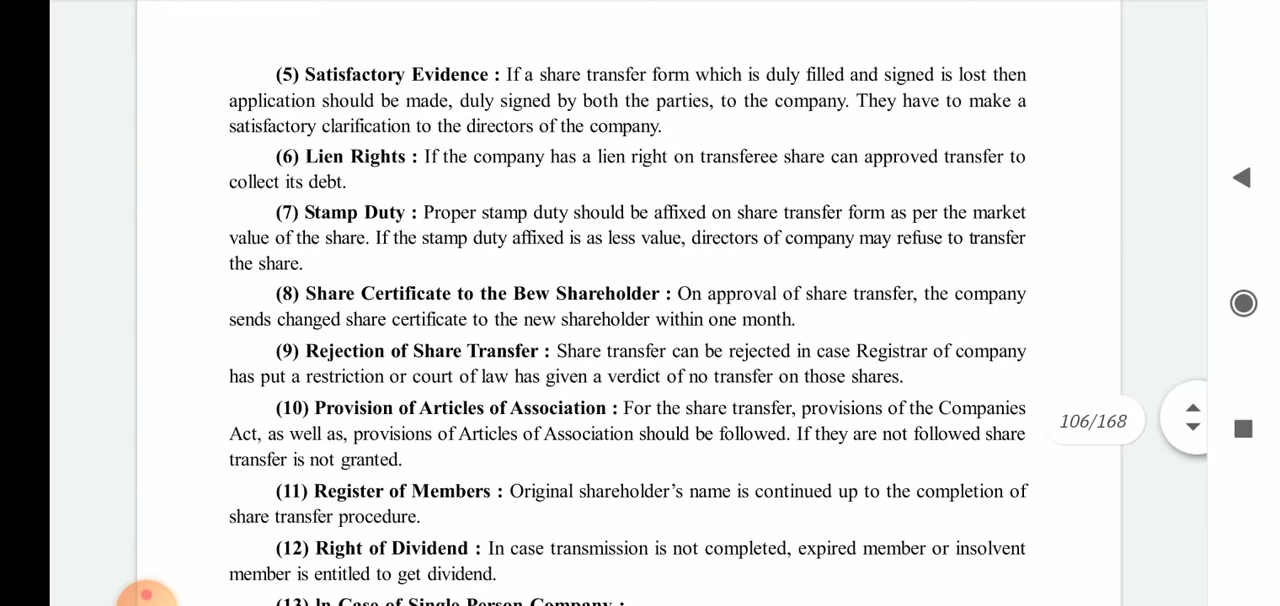 (5) Satisfactory Evidence : If a share transfer form which is duly filled and signed is lost then
application should be made, duly signed by both the parties, to the company. They have to make a
satisfactory clarification to the directors of the company.
(6) Lien Rights : If the company has a lien right on transferee share can approved transfer to
collect its debt.
(7) Stamp Duty : Proper stamp duty should be affixed on share transfer form as per the market
value of the share. If the stamp duty affixed is as less value, directors of company may refuse to transfer
the share.
(8) Share Certificate to the Bew Shareholder : On approval of share transfer, the company
sends changed share certificate to the new shareholder within one month.
(9) Rejection of Share Transfer : Share transfer can be rejected in case Registrar of company
has put a restriction or court of law has given a verdict of no transfer on those shares.
(10) Provision of Articles of Association : For the share transfer, provisions of the Companies
Act, as well as, provisions of Articles of Association should be followed. If they are not followed share
transfer is not granted.
106/168
(11) Register of Members : Original shareholder's name is continued up to the completion of
share transfer procedure.
(12) Right of Dividend : In case transmission is not completed, expired member or insolvent
member is entitled to get dividend.
(13) In Case of Single Person Company :